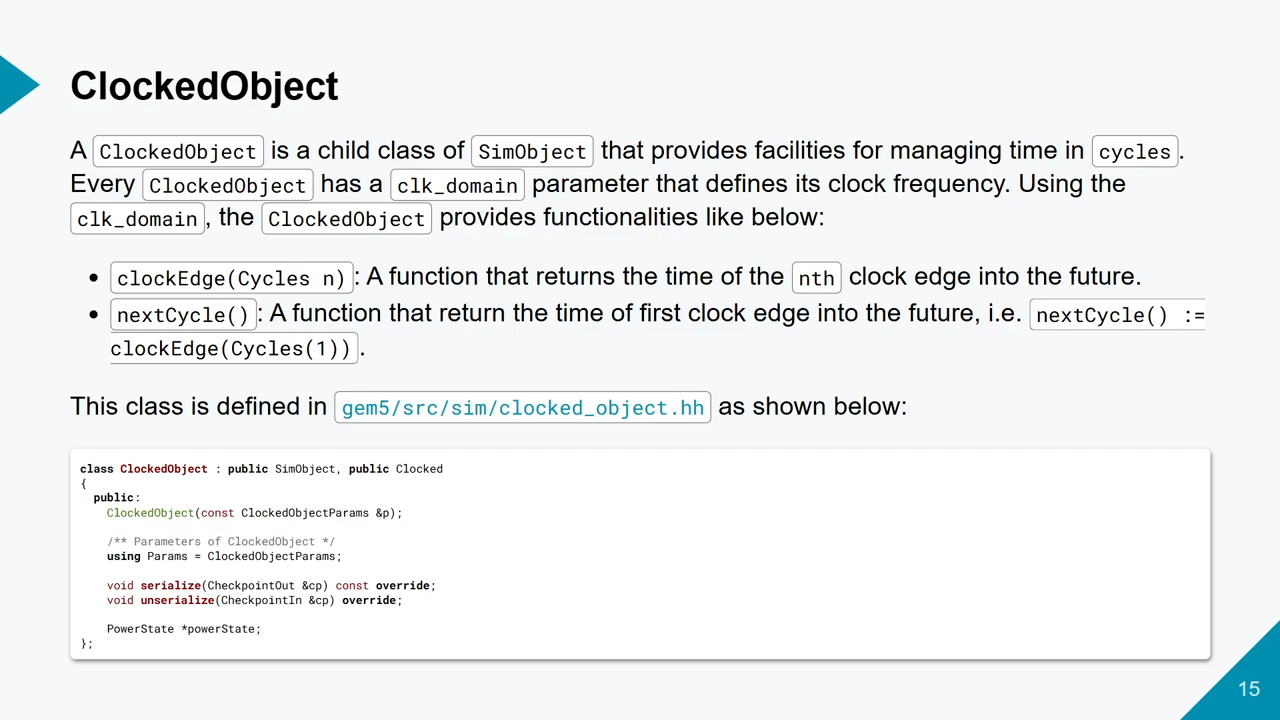 ClockedObject
A ClockedObject is a child class of SimObject that provides facilities for managing time in cycles.
Every ClockedObject has a clk_domain parameter that defines its clock frequency. Using the
clk_domain, the ClockedObject provides functionalities like below:
• clockEdge(Cycles n): A function that returns the time of the nth clock edge into the future.
• nextCycle(): A function that return the time of first clock edge into the future, i.e. nextCycle() :=
clockEdge(Cycles(1)).
This class is defined in gem5/src/sim/clocked_object.hh as shown below:
class ClockedObject : public SimObject, public Clocked
{
  public:
    ClockedObject(const ClockedObjectParams &p);
    /** Parameters of ClockedObject */
    using Params = ClockedObjectParams;
    void serialize(CheckpointOut &cp) const override;
    void unserialize(CheckpointIn &cp) override;
    PowerState *powerState;
};
15